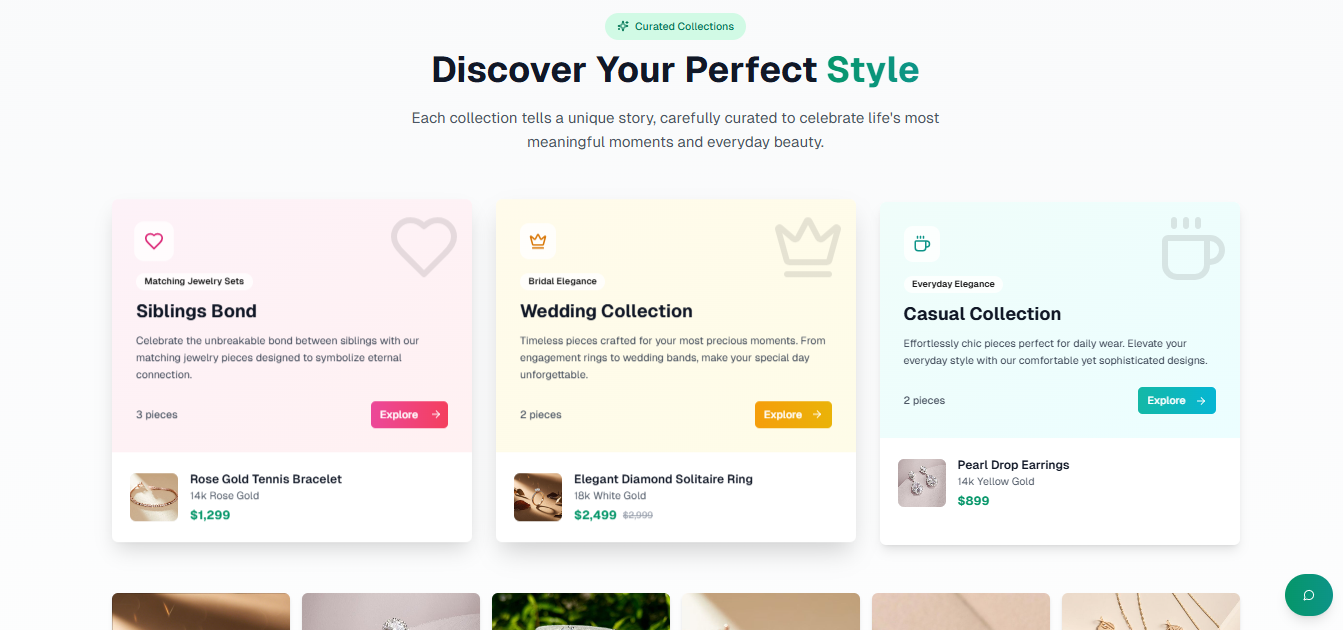 Curated Collections
Discover Your Perfect Style
Each collection tells a unique story, carefully curated to celebrate life's most
meaningful moments and everyday beauty.
Matching Jewelry Sets
Siblings Bond
Celebrate the unbreakable bond between siblings with our
matching jewelry pieces designed to symbolize eternal
connection.
3 pieces
Explore
Rose Gold Tennis Bracelet
14k Rose Gold
$1,299
Bridal Elegance
Wedding Collection
Timeless pieces crafted for your most precious moments. From
engagement rings to wedding bands, make your special day
unforgettable.
2 pieces
Explore
Elegant Diamond Solitaire Ring
18k White Gold
$2,499 $2,999
Everyday Elegance
Casual Collection
Effortlessly chic pieces perfect for daily wear. Elevate your
everyday style with our comfortable yet sophisticated designs.
2 pieces
Explore
Pearl Drop Earrings
14k Yellow Gold
$899